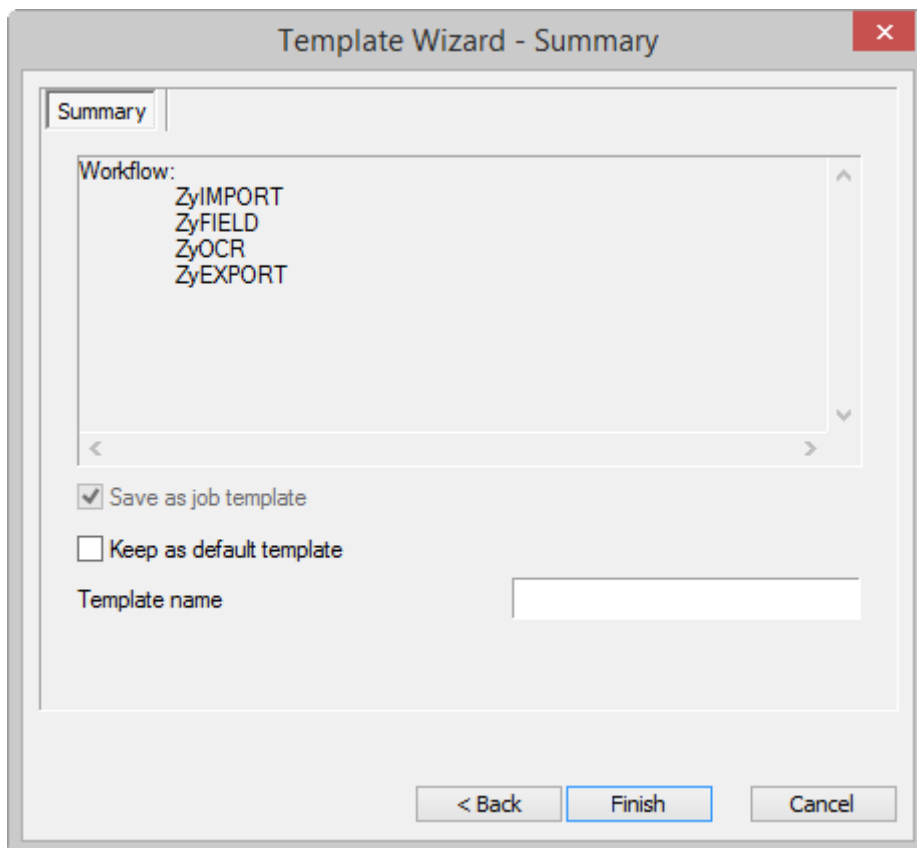 Template Wizard - Summary
Summary
Workflow:
ZyIMPORT
ZyFIELD
ZyOCR
ZyEXPORT
Save as job template
Keep as default template
Template name
< Back Finish Cancel